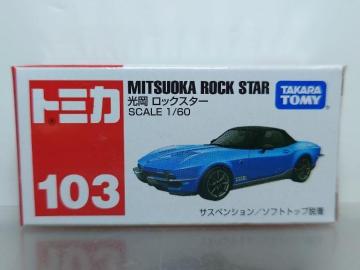 トミカ
103
MITSUOKA ROCK STAR
光岡 ロックスター
SCALE 1/60
TAKARA
TOMY
サスペンション/ソフトトップ脱着